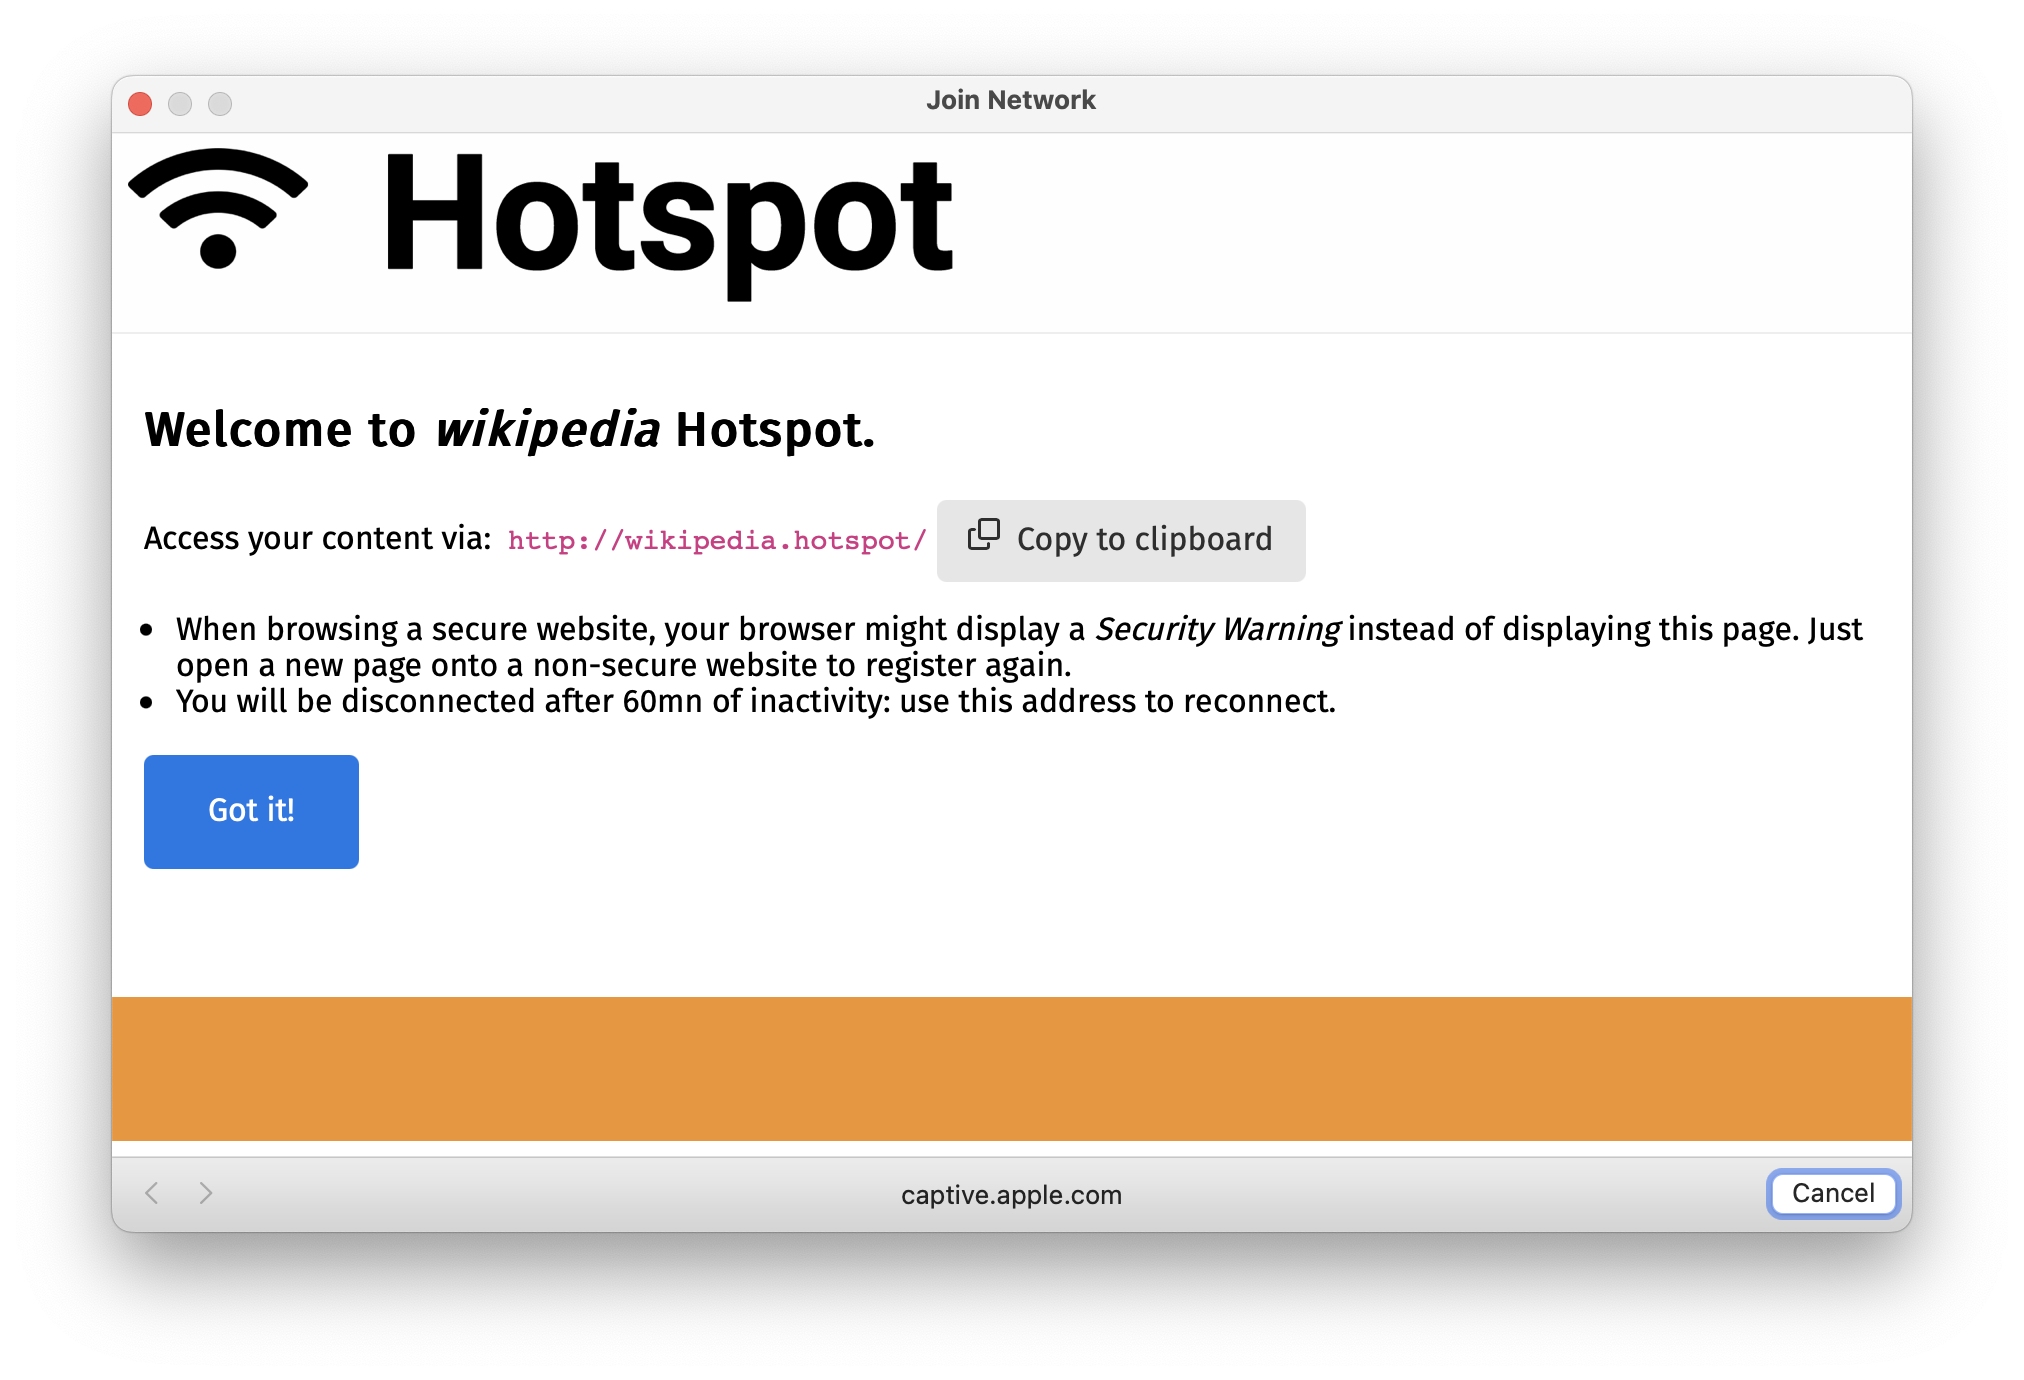 Join Network
Hotspot
Welcome to wikipedia Hotspot.
Access your content via: http://wikipedia.hotspot/ Copy to clipboard
When browsing a secure website, your browser might display a Security Warning instead of displaying this page. Just
open a new page onto a non-secure website to register again.
You will be disconnected after 60mn of inactivity: use this address to reconnect.
Got it!
captive.apple.com
Cancel